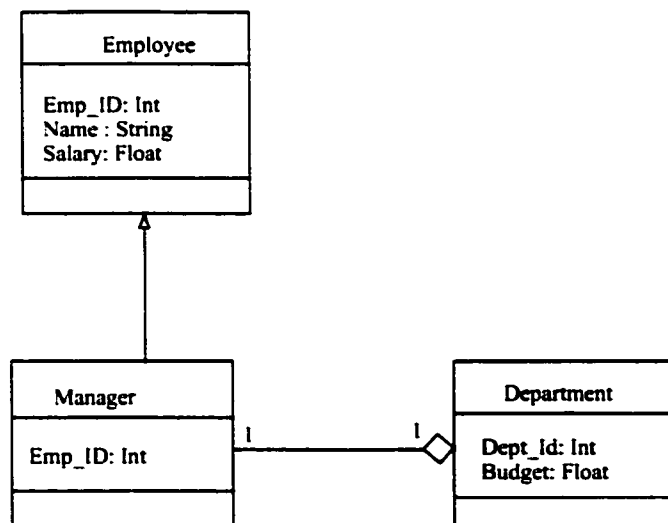 Employee
Emp_ID: Int
Name : String
Salary: Float
Manager
Emp_ID: Int
1
1
Department
Dept_Id: Int
Budget: Float